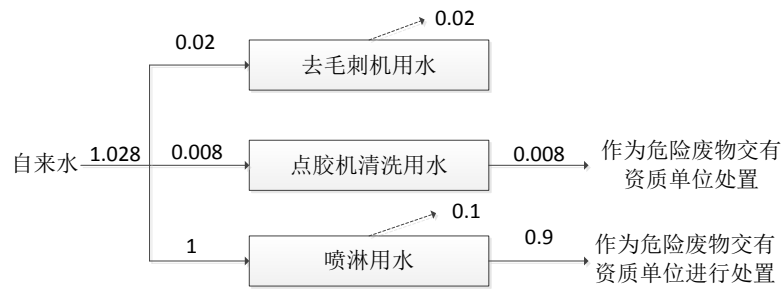 0.02
0.02
去毛刺机用水
自来水
1.028
0.008
点胶机清洗用水
0.008
作为危险废物交有
资质单位处置
0.1
1
喷淋用水
0.9
作为危险废物交有
资质单位进行处置